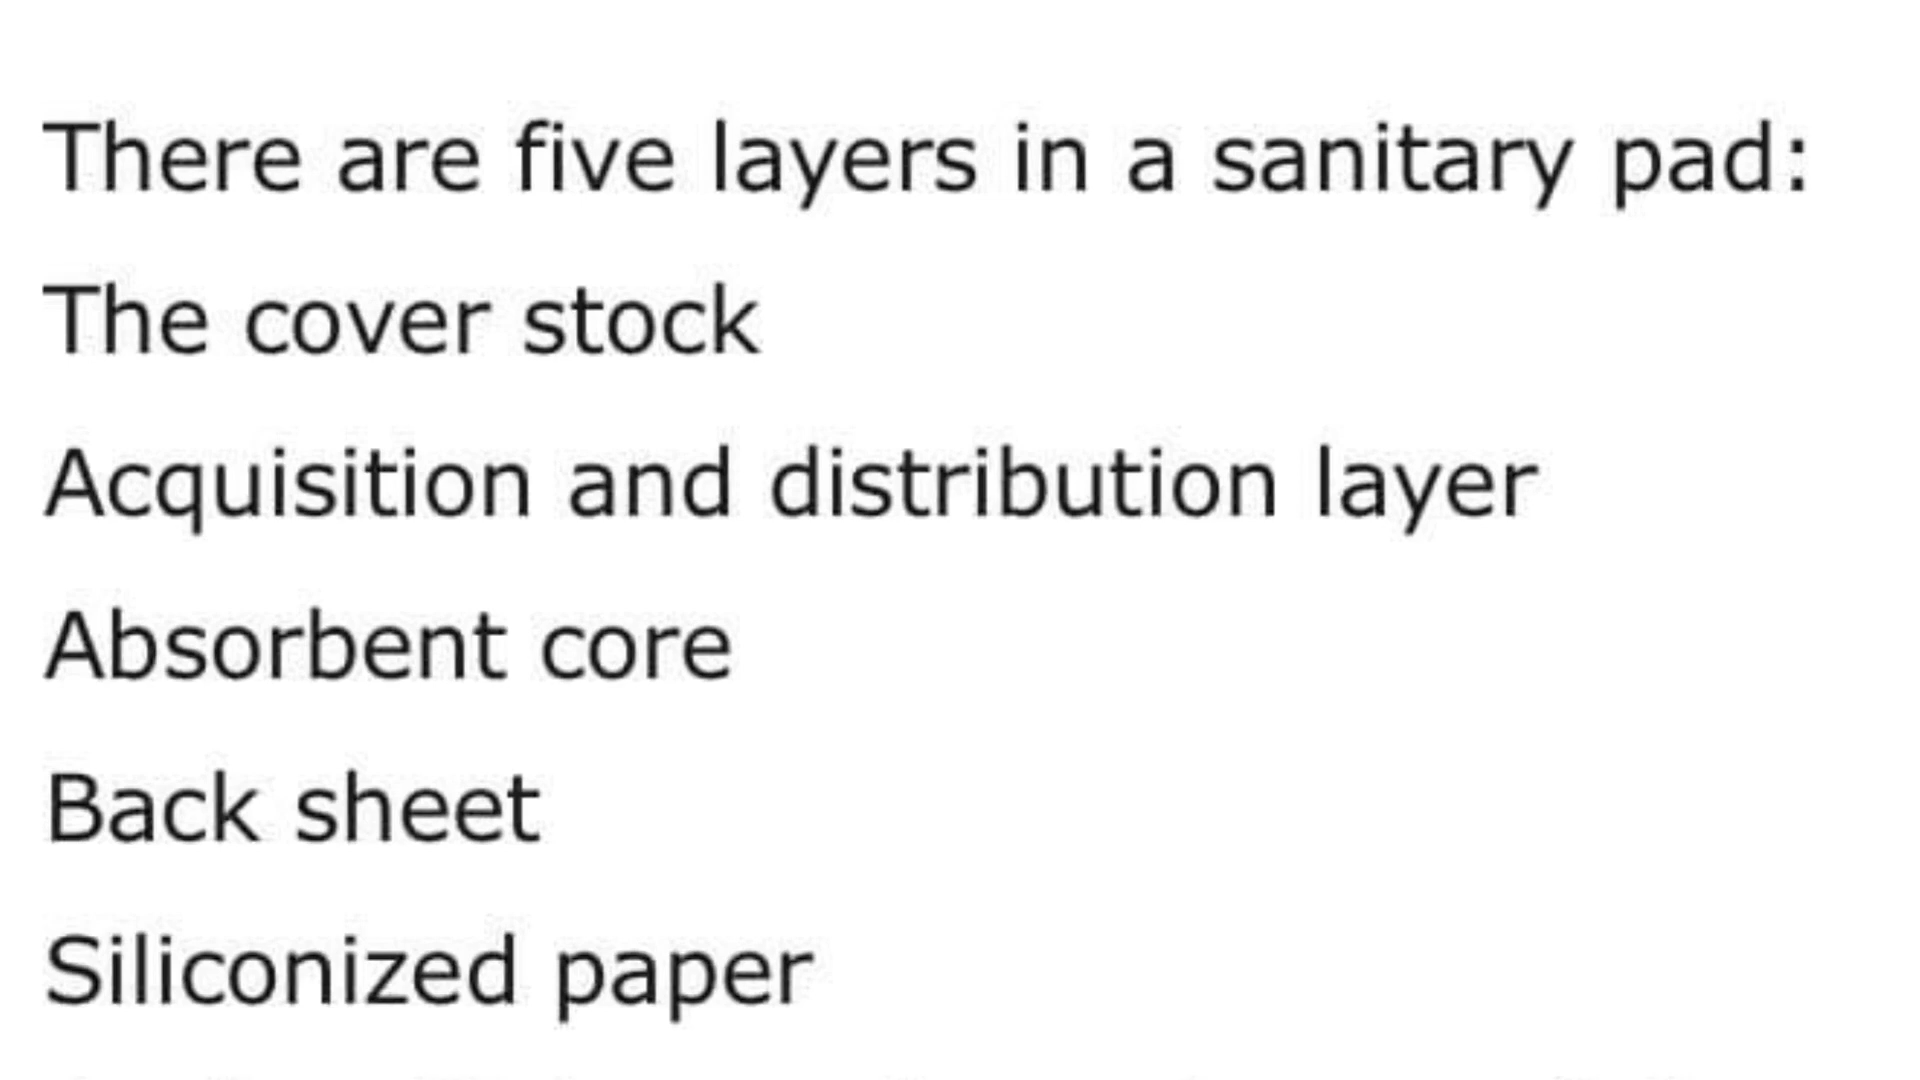 There are five layers in a sanitary pad:
The cover stock
Acquisition and distribution layer
Absorbent core
Back sheet
Siliconized paper